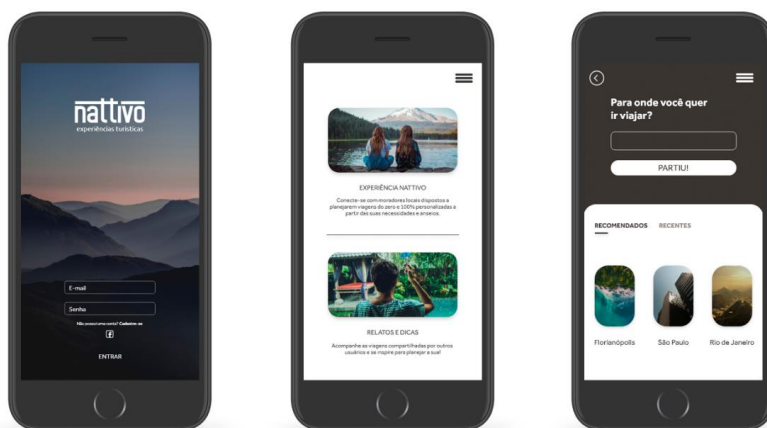 nattivo
experiências turísticas
E-mail
Senha
Não possui uma conta? Cadastre-se
f
ENTRAR
EXPERIÊNCIA NATTIVO
Conecte-se com moradores locais dispostos a
planejarem viagens do zero e 100% personalizadas a
partir das suas necessidades e anseios.
RELATOS E DICAS
Acompanhe as viagens compartilhadas por outros
usuários e se inspire para planejar a sua!
Para onde você quer
ir viajar?
PARTIU!
RECOMENDADOS RECENTES
Florianópolis São Paulo Rio de Janeiro